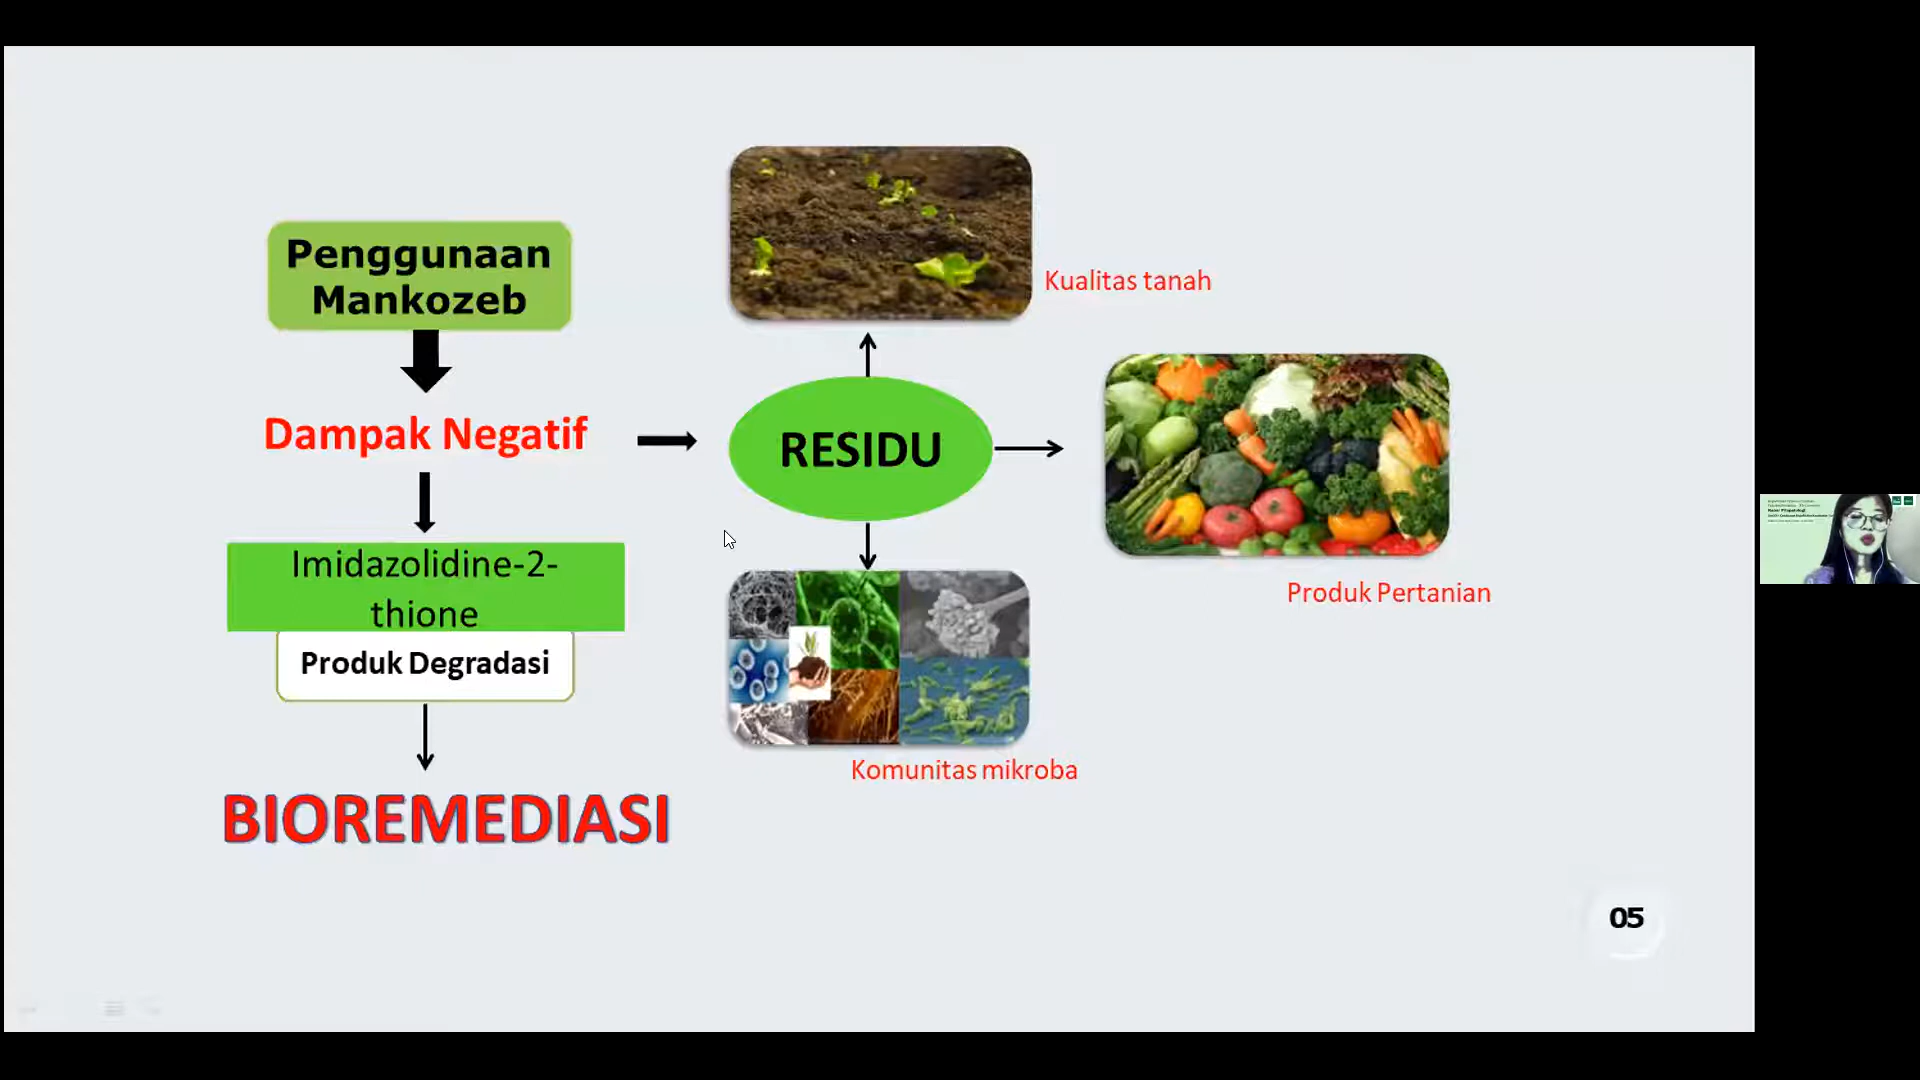 Penggunaan
Mankozeb
Dampak Negatif
Imidazolidine-2-
thione
Produk Degradasi
BIOREMEDIASI
RESIDU
Kualitas tanah
Produk Pertanian
Komunitas mikroba
05